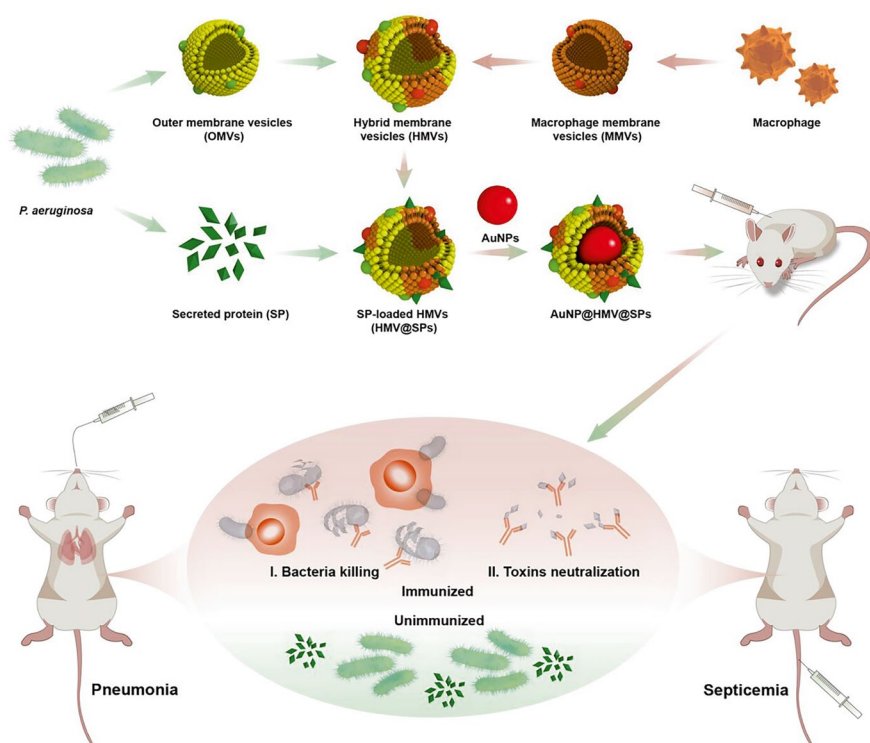 Outer membrane vesicles
(OMVs)
Hybrid membrane
vesicles (HMVs)
Macrophage membrane
vesicles (MMVs)
Macrophage
P. aeruginosa
AuNPs
Secreted protein (SP)
SP-loaded HMVs
(HMV@SPs)
AuNP@HMV@SPs
I. Bacteria killing
II. Toxins neutralization
Immunized
Unimmunized
Pneumonia
Septicemia